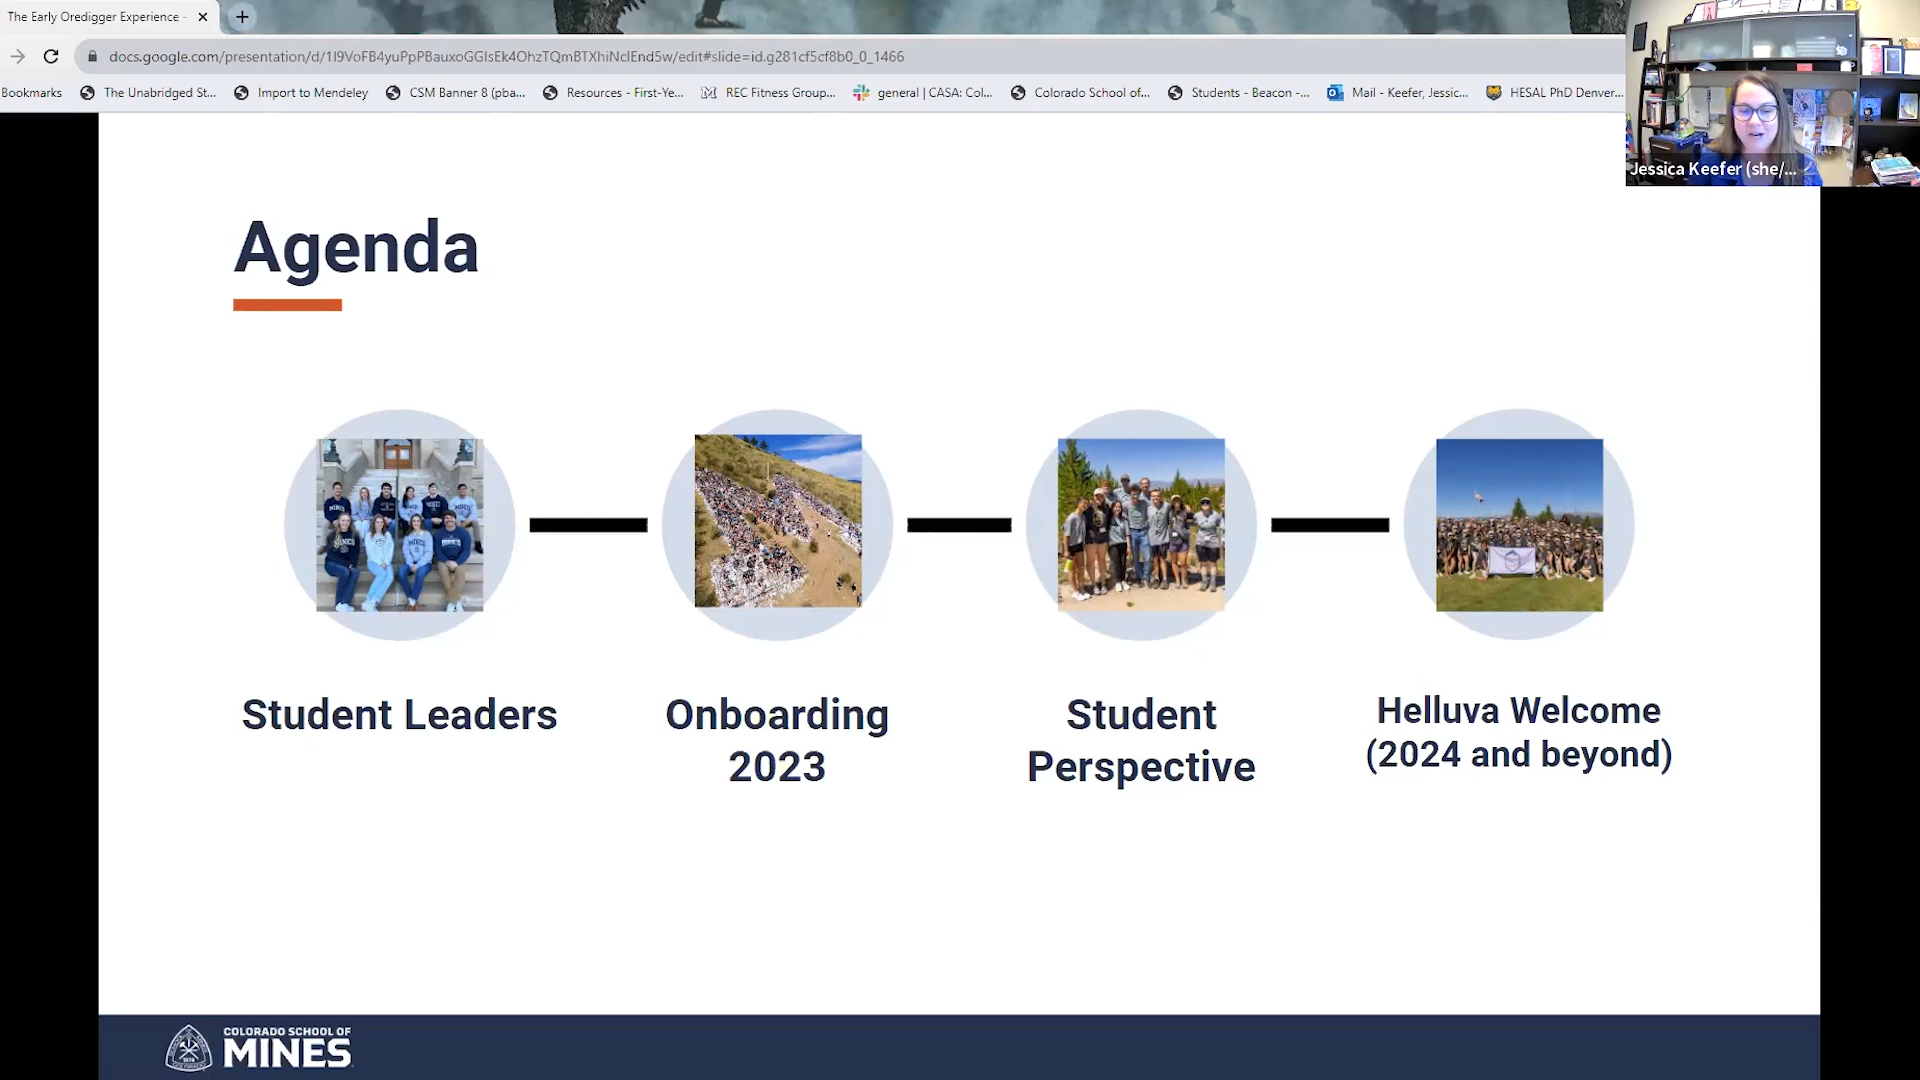 The Early Oredigger Experience -
docs.google.com/presentation/d/1I9VoFB4yuPpPBauxoGGIsEk4OhzTQmBTXhiNclEnd5w/edit#slide=id.g281cf5cf8b0_0_1466
Bookmarks The Unabridged St... Import to Mendeley CSM Banner 8 (pba... Resources - First-Ye... REC Fitness Group... general | CASA: Col... Colorado School of... Students - Beacon -... Mail - Keefer, Jessic... HESAL PhD Denver...
Jessica Keefer (she/...
Agenda
Student Leaders
Onboarding
2023
Student
Perspective
Helluva Welcome
(2024 and beyond)
COLORADO SCHOOL OF
MINES